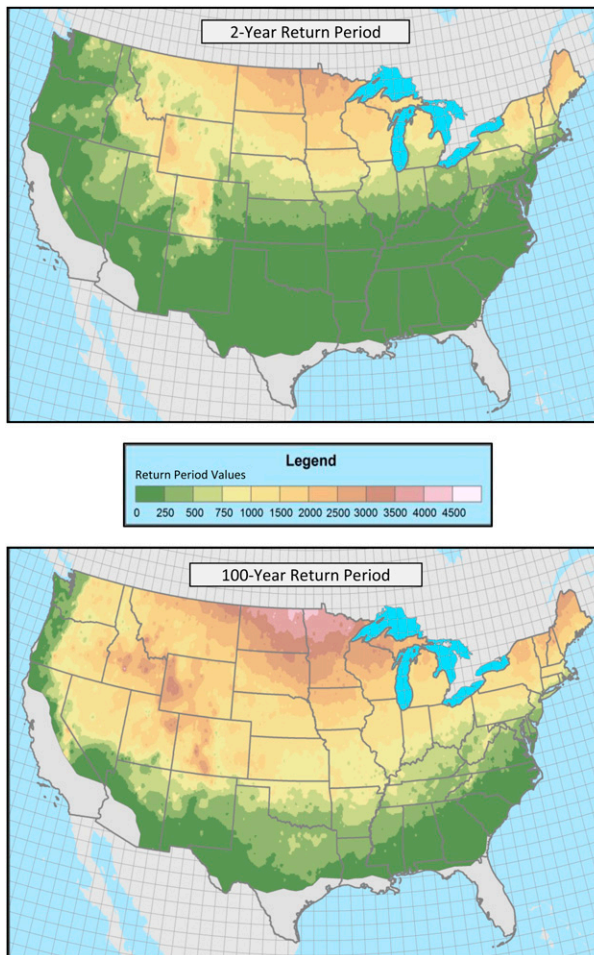 2-Year Return Period
Legend
Return Period Values
0 250 500 750 1000 1500 2000 2500 3000 3500 4000 4500
100-Year Return Period